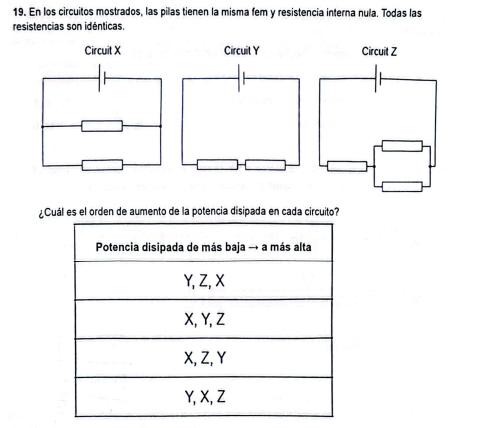 19. En los circuitos mostrados, las pilas tienen la misma fem y resistencia interna nula. Todas las
resistencias son idénticas.
Circuit X Circuit Y Circuit Z
¿Cuál es el orden de aumento de la potencia disipada en cada circuito?
Potencia disipada de más baja → a más alta
Y, Z, X
X, Y, Z
X, Z, Y
Y, X, Z